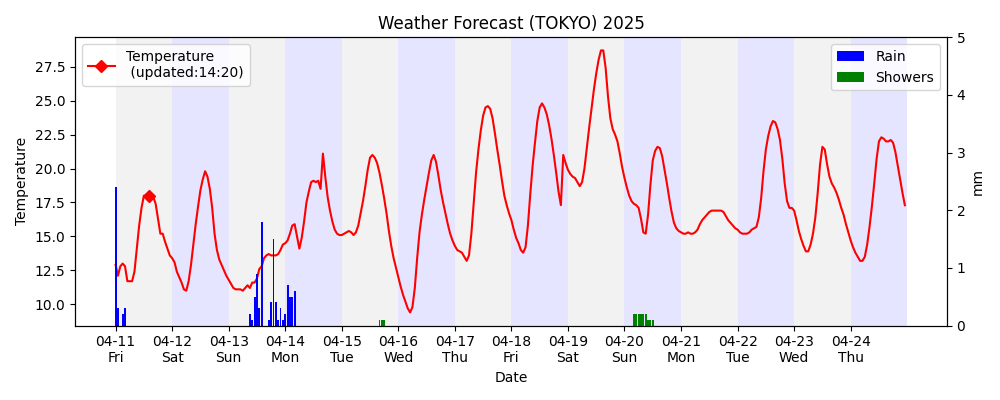 Weather Forecast (TOKYO) 2025
Temperature
(updated:14:20)
Rain
Showers
Temperature
27.5
25.0
22.5
20.0
17.5
15.0
12.5
10.0
5
4
3
2
1
0
mm
04-11 04-12 04-13 04-14 04-15 04-16 04-17 04-18 04-19 04-20 04-21 04-22 04-23 04-24
Fri Sat Sun Mon Tue Wed Thu Fri Sat Sun Mon Tue Wed Thu
Date